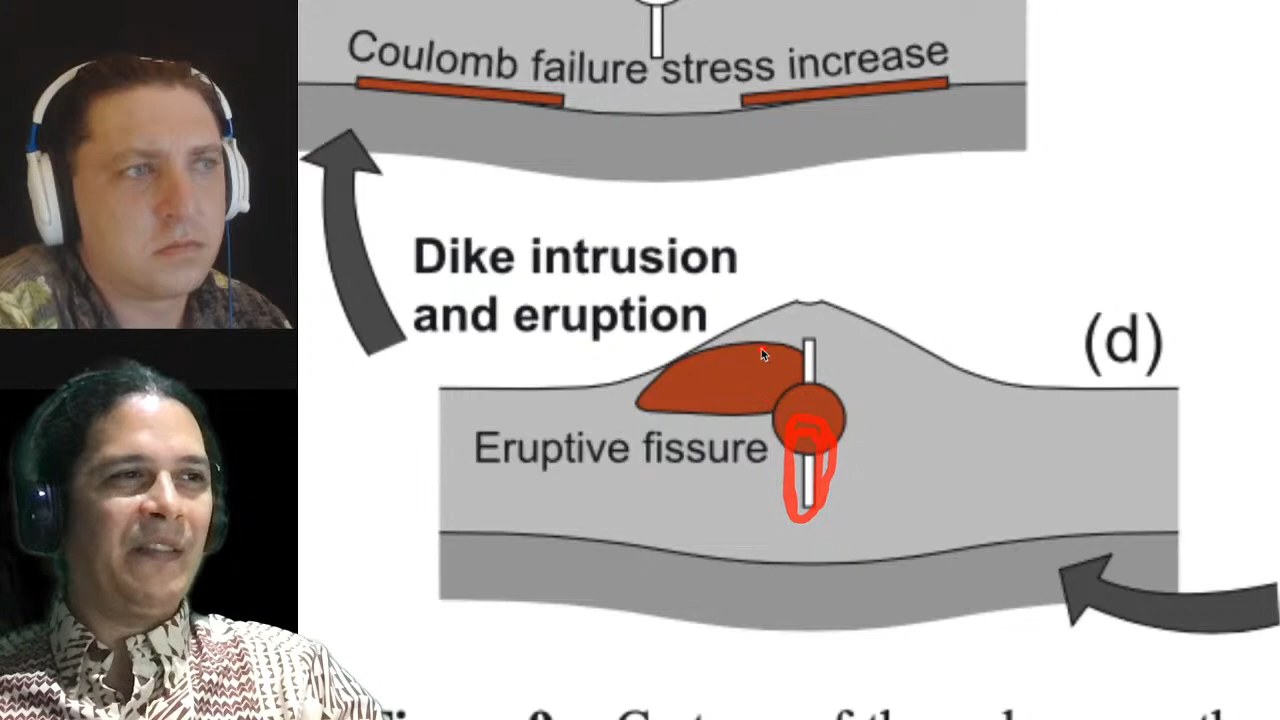 Coulomb failure stress increase
Dike intrusion
and eruption
(d)
Eruptive fissure